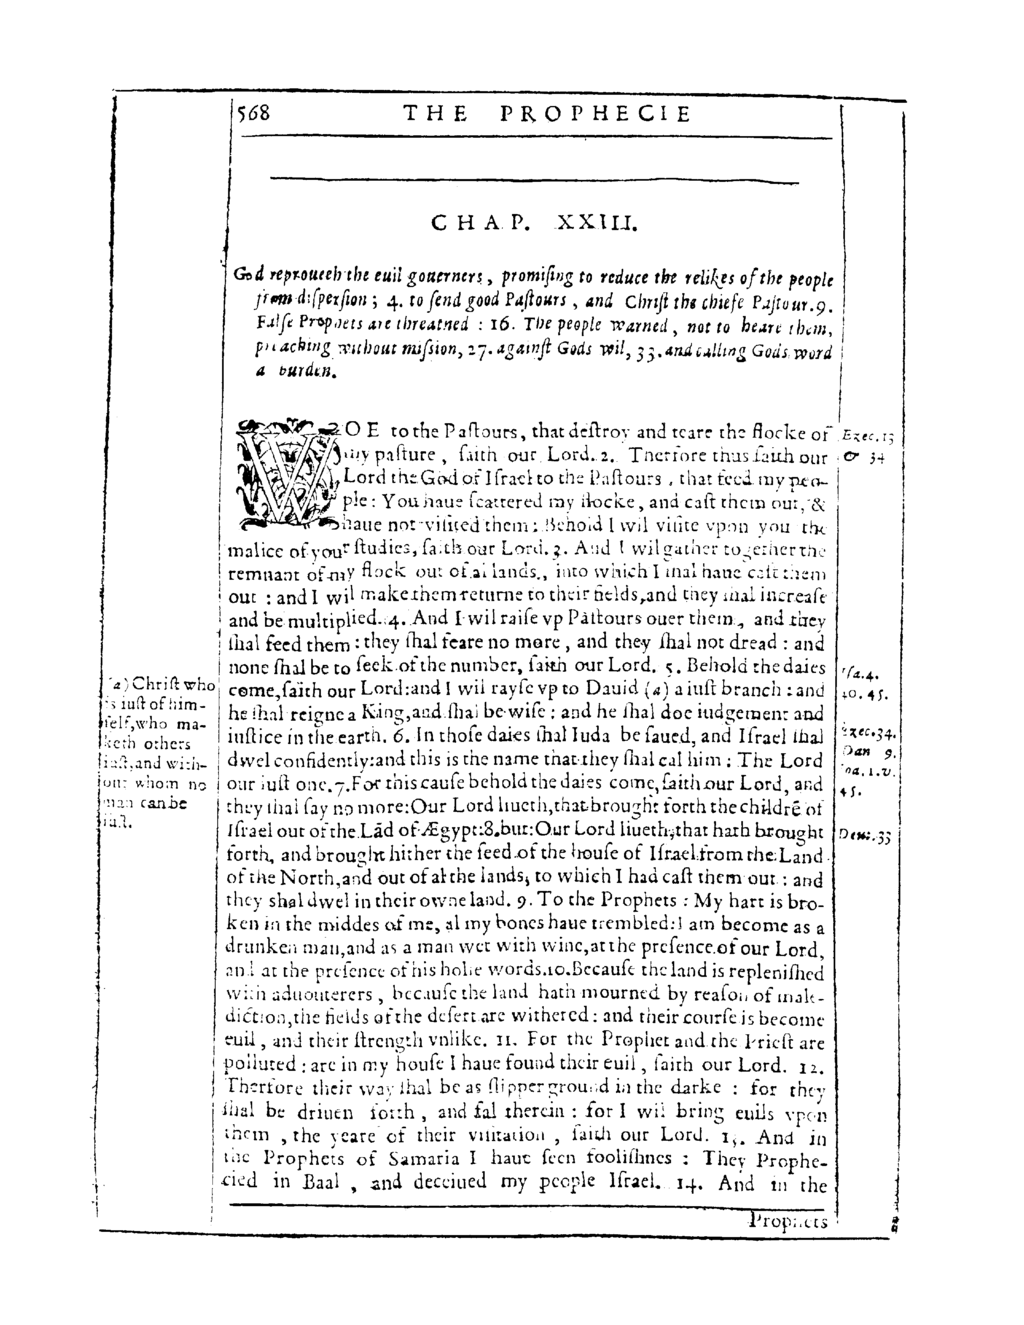 568 THE PROPHECIE
CHAP. XXIII.
God reproueth the euil gouerners, promiſing to reduce the relikes of the people
from diſperſion ; 4. to ſend good Paſtours , and Chriſt the chiefe Paſtour. 9.
Falſe Prophets are threatned : 16. The people warned , not to heare them,
preaching without miſsion, 27. againſt Gods wil, 33. and calling Gods word
a burden.
WOE to the Paſtours, that deſtroy and teare the flocke of
my paſture , ſaith our Lord. 2. Therfore thus ſaith our
Lord the God of Iſrael to the Paſtours , that feed my peo-
ple : You haue ſcattered my flocke, and caſt them out, &
haue not viſited them : Behold I wil viſite vpon you the
malice of your ſtudies, ſaith our Lord. 3. And I wil gather together the
remnant of my flock out of al lands, into which I ſhal haue caſt them
out : and I wil make them returne to their fields, and they ſhal increaſe
and be multiplied. 4. And I wil raiſe vp Paſtours ouer them , and they
ſhal feed them : they ſhal feare no more , and they ſhal not dread : and
none ſhal be to ſeek of the number, ſaith our Lord. 5. Behold the daies
come, ſaith our Lord: and I wil rayſe vp to Dauid (a) a iuſt branch : and
he ſhal reigne a King, and ſhal be wiſe : and he ſhal doe iudgement and
iuſtice in the earth. 6. In thoſe daies ſhal Iuda be ſaued, and Iſrael ſhal
dwel confidently: and this is the name that they ſhal cal him : The Lord
our iuſt one. 7. For this cauſe behold the daies come, ſaith our Lord, and
they ſhal ſay no more: Our Lord liueth, that brought forth the childrē of
Iſrael out of the Lād of Ægypt: 8. but: Our Lord liueth, that hath brought
forth, and brought hither the ſeed of the houſe of Iſrael from the Land
of the North, and out of al the lands, to which I had caſt them out : and
they shal dwel in their owne land. 9. To the Prophets : My hart is bro-
ken in the middes of me, al my bones haue trembled: I am become as a
drunken man, and as a man wet with wine, at the preſence of our Lord,
and at the preſence of his holie words. 10. Becauſe the land is repleniſhed
with aduouterers , becauſe the land hath mourned by reaſon of male-
diction, the fields of the deſert are withered : and their courſe is become
euil , and their ſtrength vnlike. 11. For the Prophet and the Prieſt are
polluted : are in my houſe I haue found their euil , ſaith our Lord. 12.
Therfore their way ſhal be as ſlipper ground in the darke : for they
ſhal be driuen forth , and fal therein : for I wil bring euils vpon
them , the yeare of their viſitation , ſaith our Lord. 13. And in
the Prophets of Samaria I haue ſeen fooliſhnes : They Prophe-
cied in Baal , and deceiued my people Iſrael. 14. And in the
Prophets
(a) Chriſt who
is iuſt of him-
ſelf, who ma-
keth others
iuſt, and with-
out whom no
man can be
iuſt.
Ezec. 13
& 34
Iſa. 4.
40. 45.
Ezec. 34.
Dan 9.
45.
Deut. 33